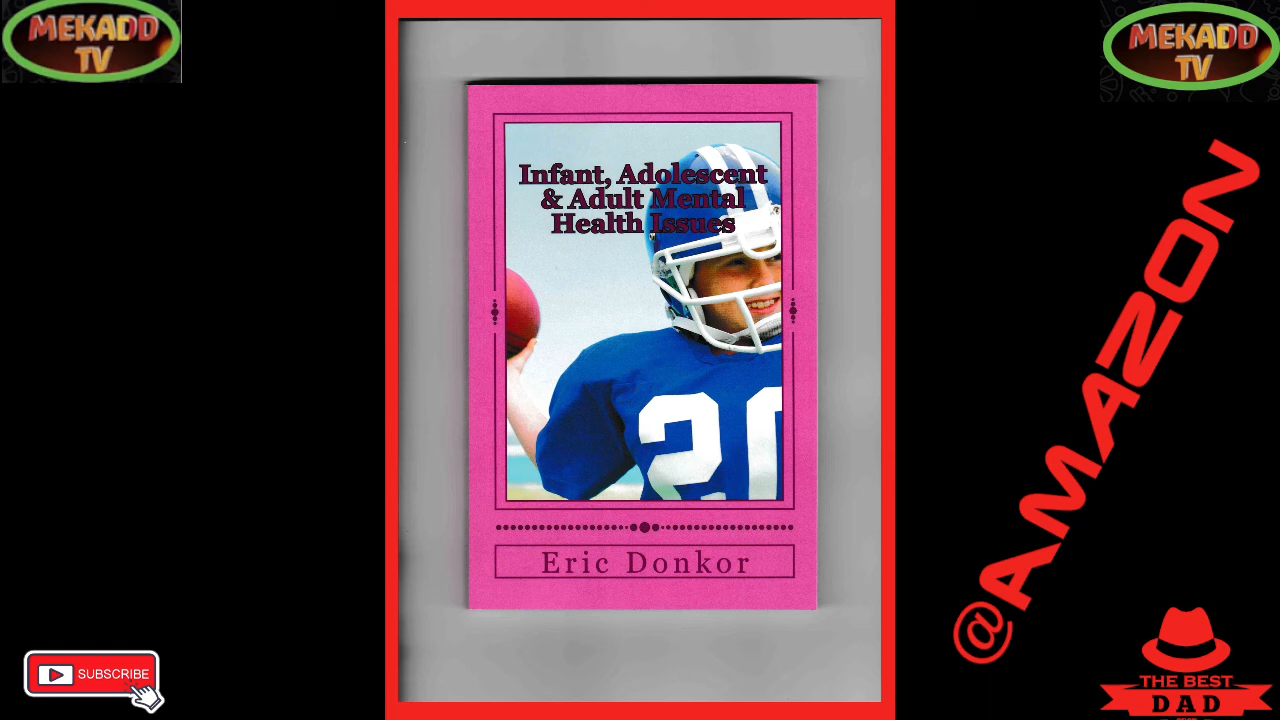 MEKADD
TV
MEKADD
TV
Infant, Adolescent
& Adult Mental
Health Issues
20
Eric Donkor
@AMAZON
SUBSCRIBE
THE BEST
DAD